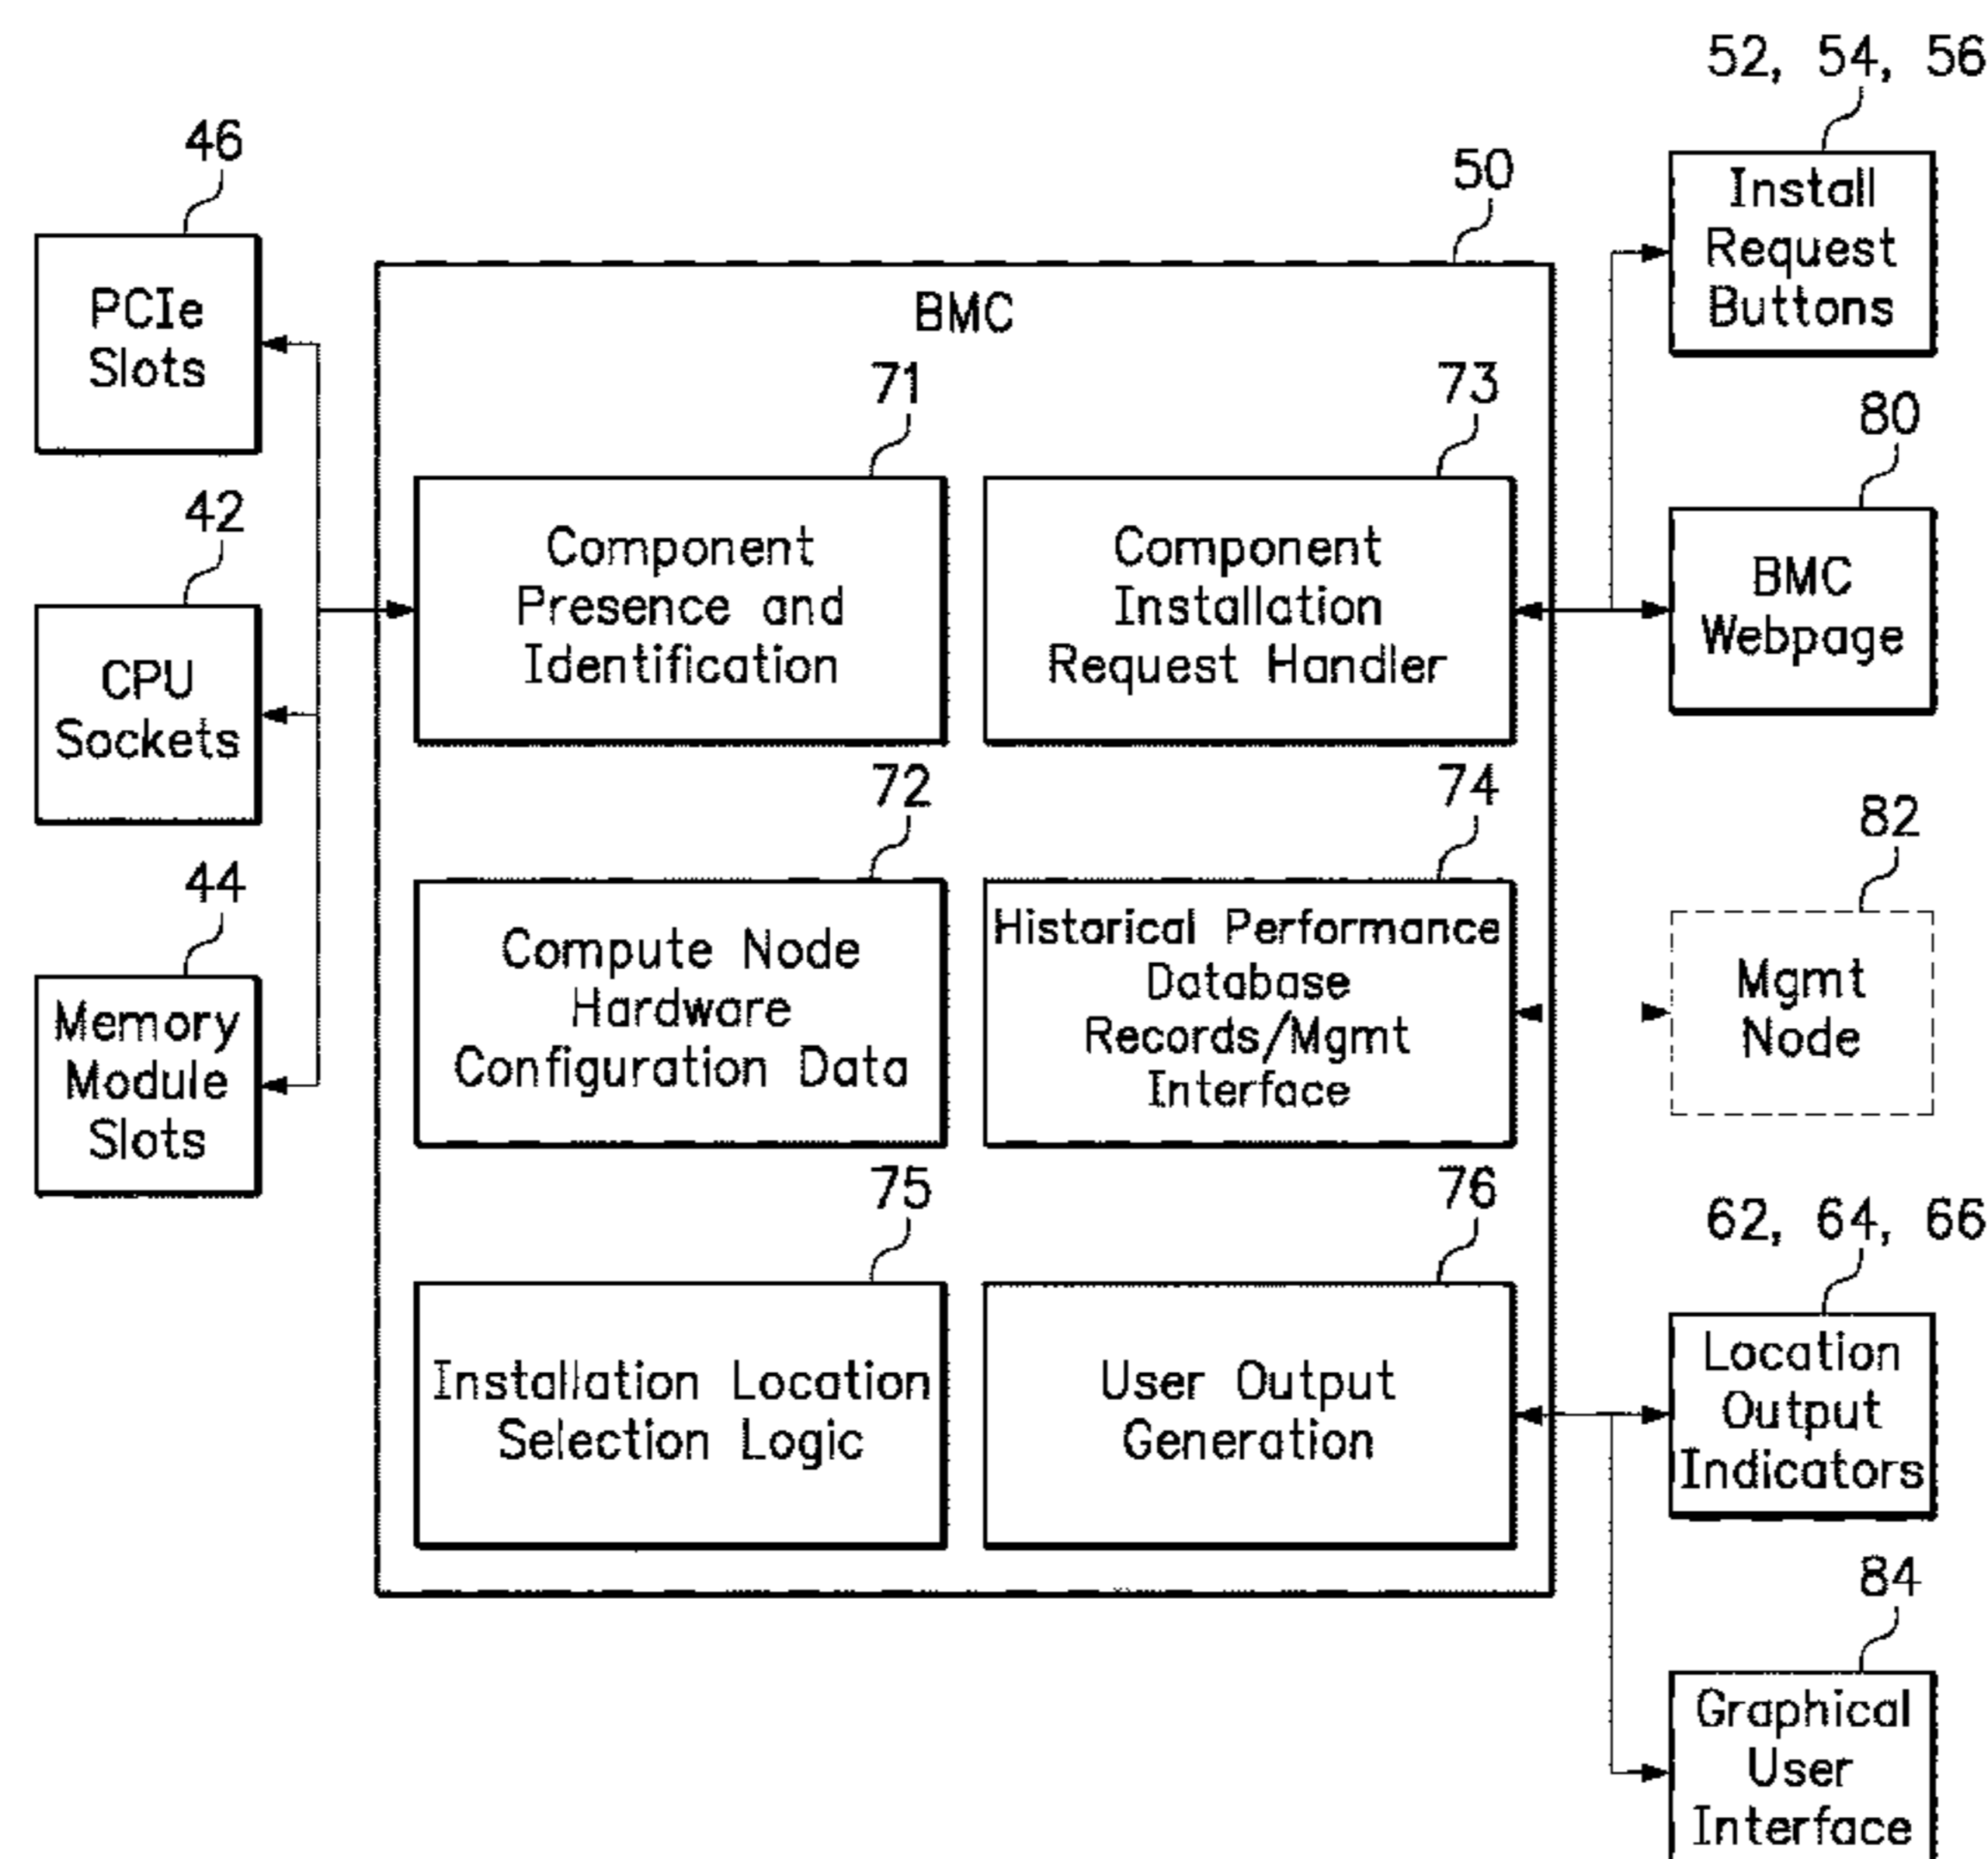 52, 54, 56
Install
Request
Buttons
46
PCIe
Slots
50
BMC
71
Component
Presence and
Identification
73
Component
Installation
Request Handler
80
BMC
Webpage
42
CPU
Sockets
72
Compute Node
Hardware
Configuration Data
74
Historical Performance
Database
Records/Mgmt
Interface
82
Mgmt
Node
44
Memory
Module
Slots
75
Installation Location
Selection Logic
76
User Output
Generation
62, 64, 66
Location
Output
Indicators
84
Graphical
User
Interface